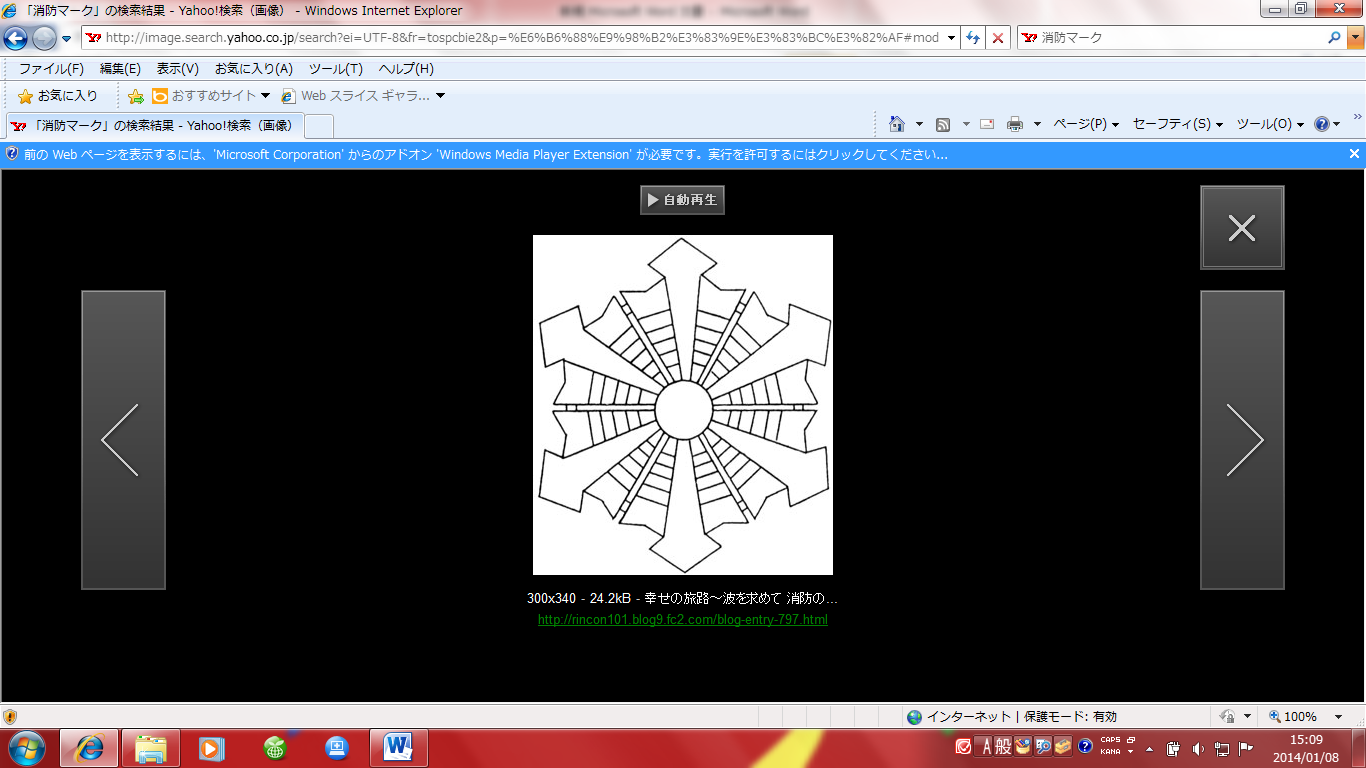 「消防マーク」の検索結果 - Yahoo!検索（画像） - Windows Internet Explorer
http://image.search.yahoo.co.jp/search?ei=UTF-8&fr=tospcbie2&p=%E6%B6%88%E9%98%B2%E3%83%9E%E3%83%BC%E3%82%AF#mod
消防マーク
ファイル(F) 編集(E) 表示(V) お気に入り(A) ツール(T) ヘルプ(H)
お気に入り おすすめサイト Web スライス ギャラ...
「消防マーク」の検索結果 - Yahoo!検索（画像）
ページ(P) セーフティ(S) ツール(O)
前の Web ページを表示するには、'Microsoft Corporation' からのアドオン 'Windows Media Player Extension' が必要です。実行を許可するにはクリックしてください...
自動再生
300x340 - 24.2kB - 幸せの旅路～波を求めて 消防の...
http://rincon101.blog9.fc2.com/blog-entry-797.html
インターネット | 保護モード: 有効
100%
A 般
CAPS
KANA
15:09
2014/01/08